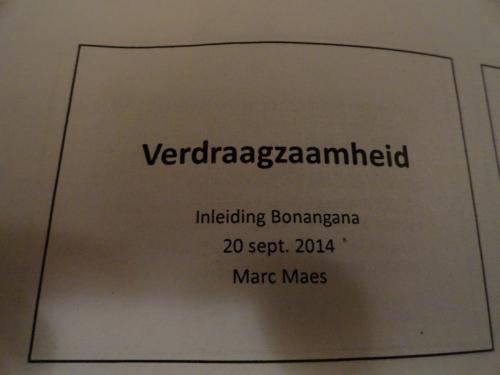 Verdraagzaamheid
Inleiding Bonangana
20 sept. 2014
Marc Maes